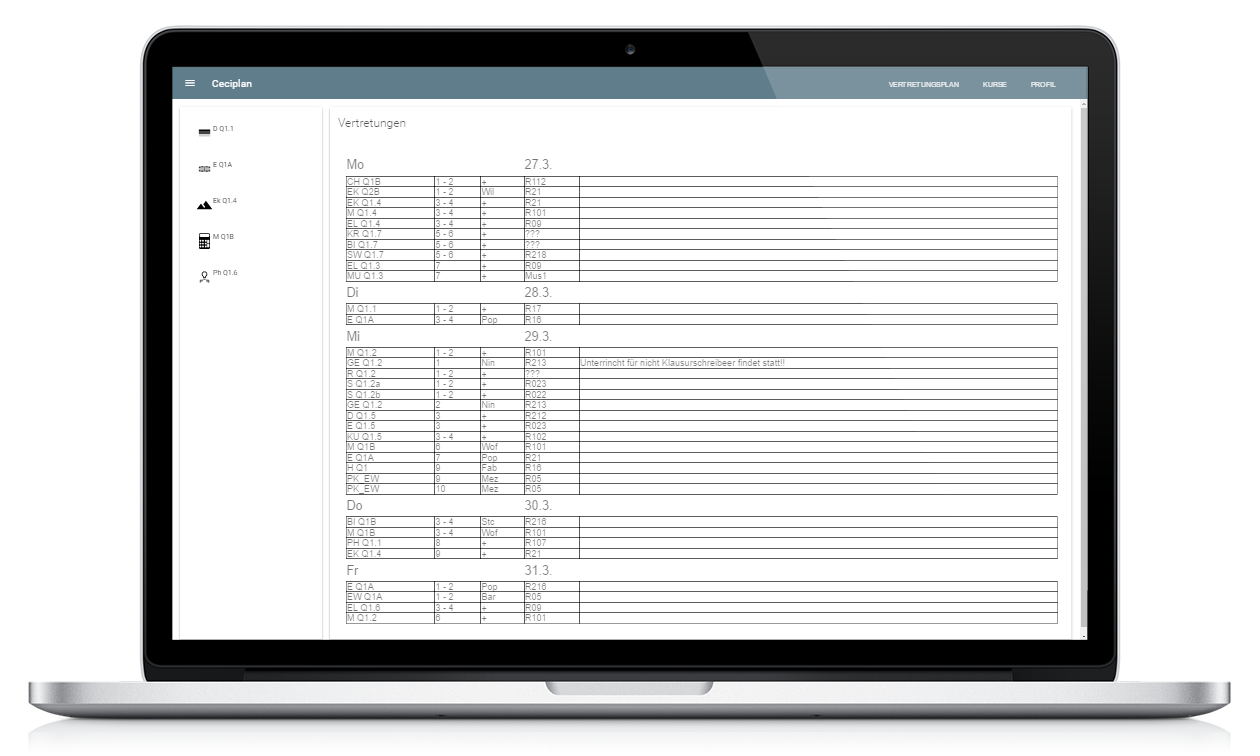 Ceciplan VERTRETUNGSPLAN KURSE PROFIL
D Q1.1
E Q1A
Ek Q1.4
M Q1B
Ph Q1.6
Vertretungen
Mo 27.3.
CH Q1B 1 - 2 + R112
EK Q2B 1 - 2 Wil R21
EK Q1.4 3 - 4 + R21
M Q1.4 3 - 4 + R101
EL Q1.4 3 - 4 + R09
KR Q1.7 5 - 6 + ???
BI Q1.7 5 - 6 + ???
SW Q1.7 5 - 6 + R218
EL Q1.3 7 + R09
MU Q1.3 7 + Mus1
Di 28.3.
M Q1.1 1 - 2 + R17
E Q1A 3 - 4 Pop R16
Mi 29.3.
M Q1.2 1 - 2 + R101
GE Q1.2 1 Nin R213 Unterrincht für nicht Klausurschreibeer findet statt!!
R Q1.2 1 - 2 + ???
S Q1.2a 1 - 2 + R023
S Q1.2b 1 - 2 + R022
GE Q1.2 2 Nin R213
D Q1.5 3 + R212
E Q1.5 3 + R023
KU Q1.5 3 - 4 + R102
M Q1B 6 Wof R101
E Q1A 7 Pop R21
H Q1 9 Fab R16
PK_EW 9 Mez R05
PK_EW 10 Mez R05
Do 30.3.
BI Q1B 3 - 4 Stc R216
M Q1B 3 - 4 Wof R101
PH Q1.1 8 + R107
EK Q1.4 9 + R21
Fr 31.3.
E Q1A 1 - 2 Pop R216
EW Q1A 1 - 2 Bar R05
EL Q1.6 3 - 4 + R09
M Q1.2 6 + R101